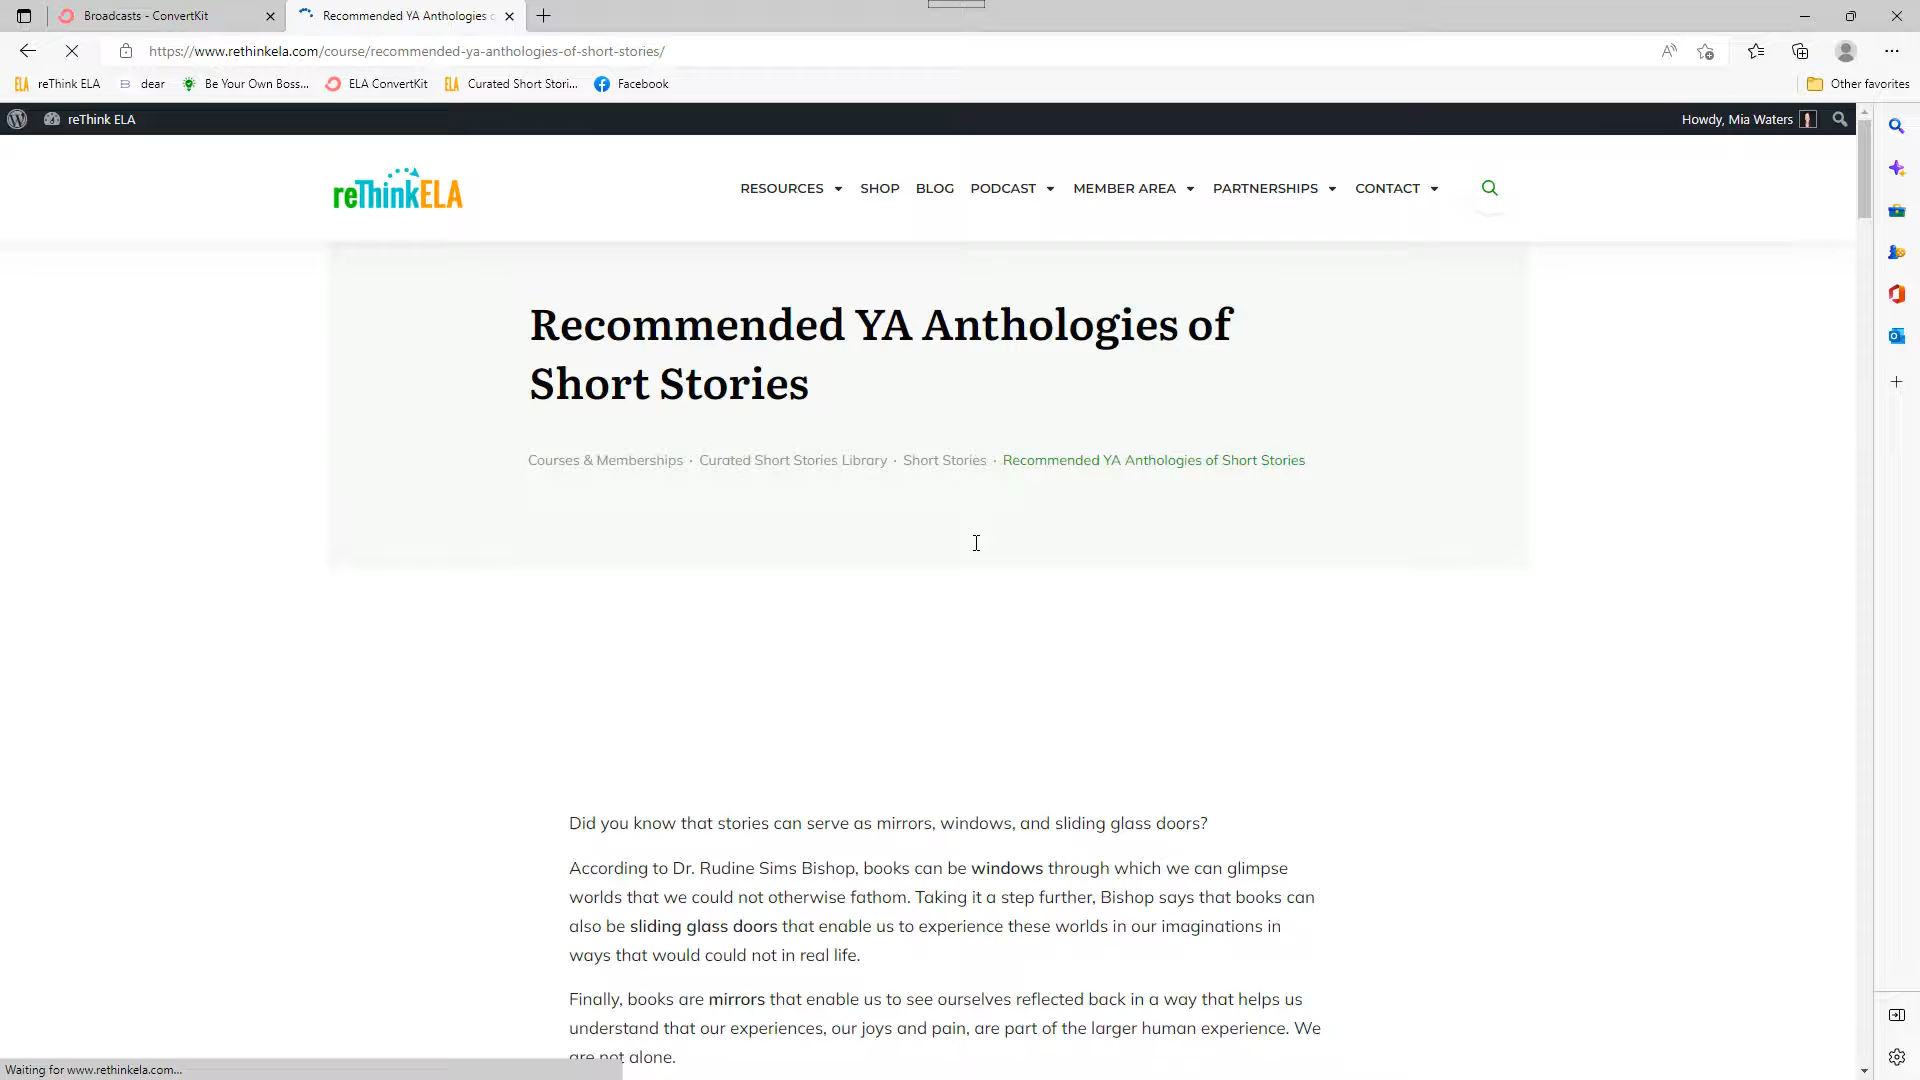 Broadcasts - ConvertKit
Recommended YA Anthologies o
https://www.rethinkela.com/course/recommended-ya-anthologies-of-short-stories/
ELA reThink ELA
B dear
Be Your Own Boss...
ELA ConvertKit
ELA Curated Short Stori...
Facebook
Other favorites
reThink ELA
Howdy, Mia Waters
reThinkELA
RESOURCES SHOP BLOG PODCAST MEMBER AREA PARTNERSHIPS CONTACT
Recommended YA Anthologies of
Short Stories
Courses & Memberships · Curated Short Stories Library · Short Stories · Recommended YA Anthologies of Short Stories
Did you know that stories can serve as mirrors, windows, and sliding glass doors?
According to Dr. Rudine Sims Bishop, books can be windows through which we can glimpse
worlds that we could not otherwise fathom. Taking it a step further, Bishop says that books can
also be sliding glass doors that enable us to experience these worlds in our imaginations in
ways that would could not in real life.
Finally, books are mirrors that enable us to see ourselves reflected back in a way that helps us
understand that our experiences, our joys and pain, are part of the larger human experience. We
are not alone.
Waiting for www.rethinkela.com...